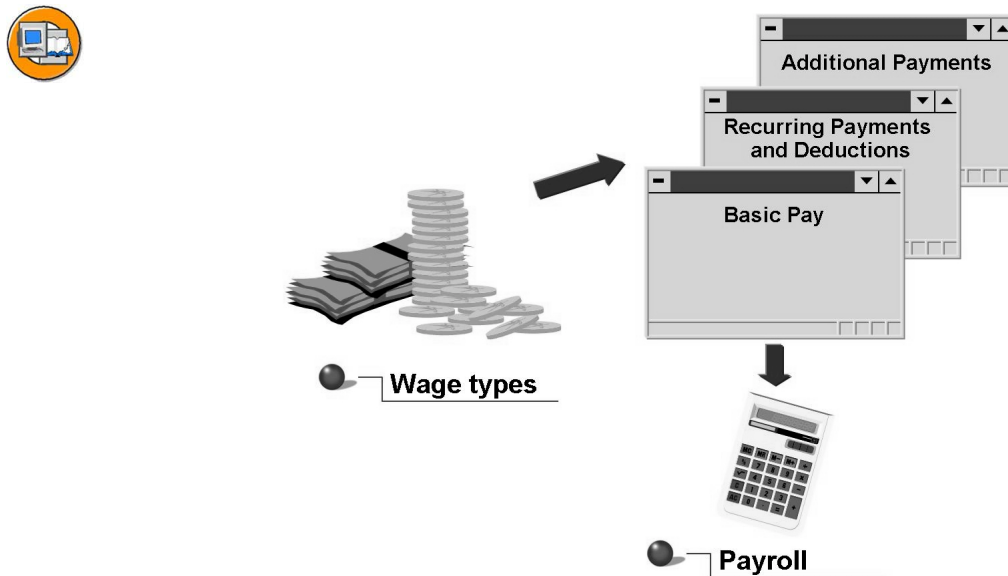 Additional Payments
Recurring Payments
and Deductions
Basic Pay
Wage types
Payroll